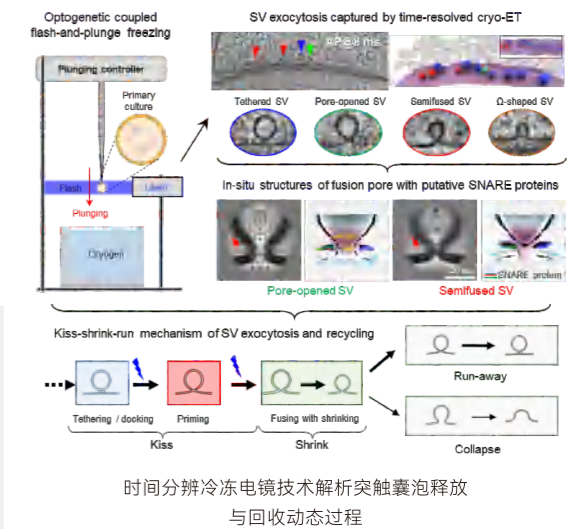 Optogenetic coupled
flash-and-plunge freezing
Plunging controller
Primary
culture
Flash
Plunging
Cryogen
SV exocytosis captured by time-resolved cryo-ET
Tethered SV
Pore-opened SV
Semifused SV
Ω-shaped SV
In-situ structures of fusion pore with putative SNARE proteins
SNARE protein
Pore-opened SV
Semifused SV
Kiss-shrink-run mechanism of SV exocytosis and recycling
Tethering / docking
Priming
Fusing with shrinking
Kiss
Shrink
Run-away
Collapse
时间分辨冷冻电镜技术解析突触囊泡释放
与回收动态过程